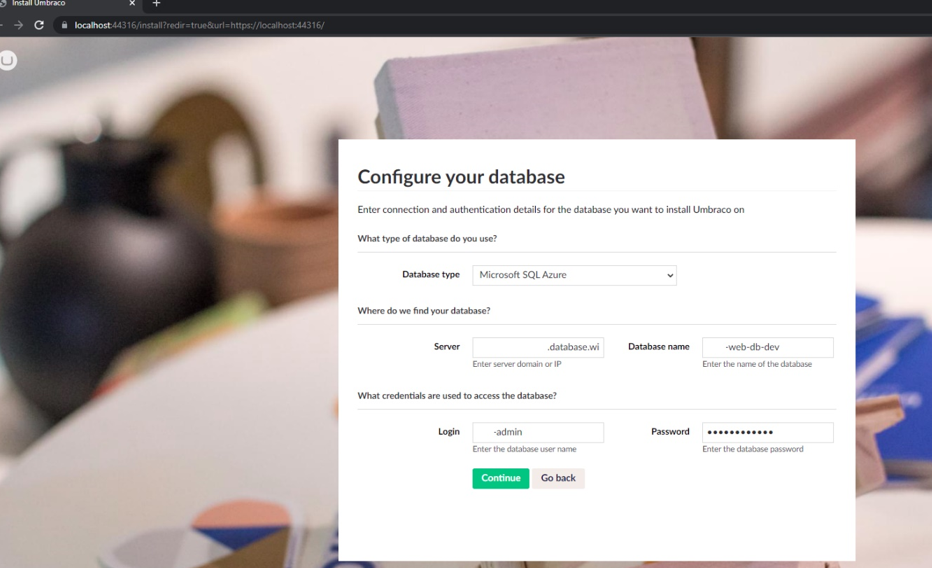 Install Umbraco
localhost:44316/install?redir=true&url=https://localhost:44316/
Configure your database
Enter connection and authentication details for the database you want to install Umbraco on
What type of database do you use?
Database type Microsoft SQL Azure
Where do we find your database?
Server .database.wi Database name -web-db-dev
Enter server domain or IP Enter the name of the database
What credentials are used to access the database?
Login -admin Password ••••••••••••
Enter the database user name Enter the database password
Continue Go back